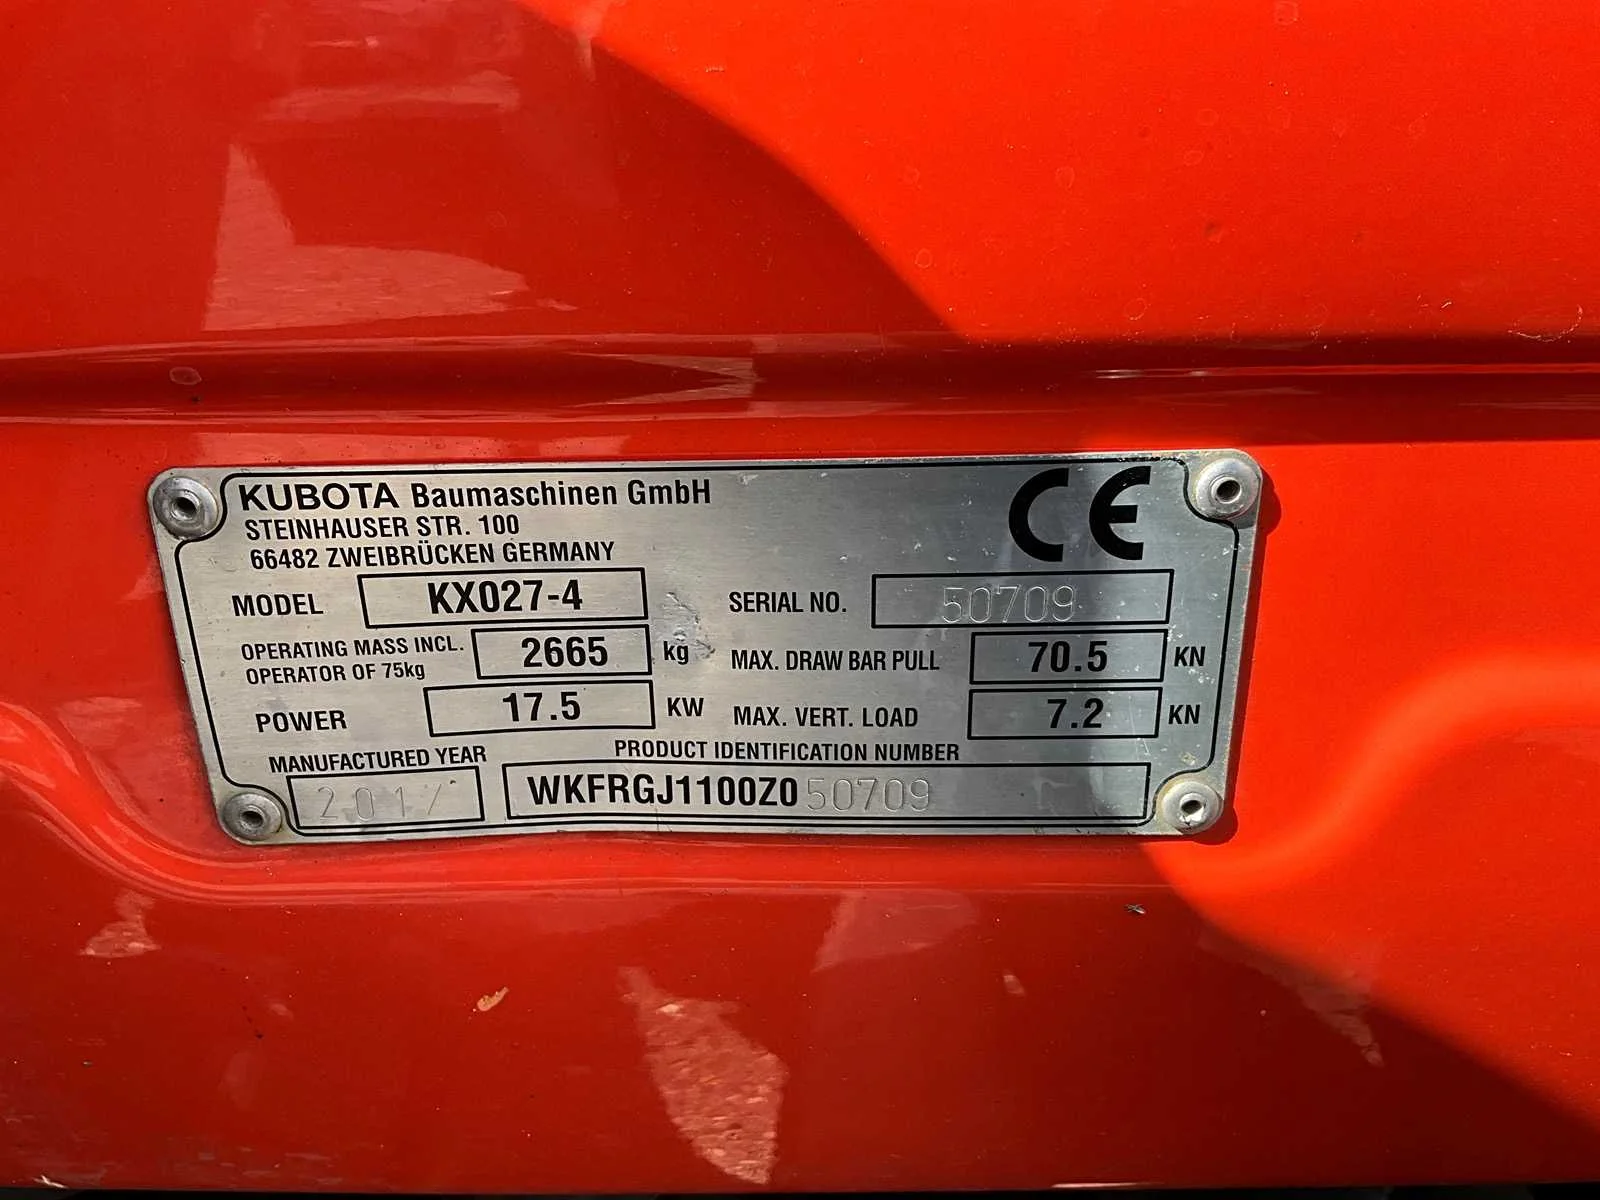 KUBOTA Baumaschinen GmbH
STEINHAUSER STR. 100
66482 ZWEIBRÜCKEN GERMANY
CE
MODEL KX027-4 SERIAL NO. 50709
OPERATING MASS INCL. OPERATOR OF 75kg 2665 kg MAX. DRAW BAR PULL 70.5 KN
POWER 17.5 KW MAX. VERT. LOAD 7.2 KN
MANUFACTURED YEAR PRODUCT IDENTIFICATION NUMBER
2017 WKFRGJ1100Z050709